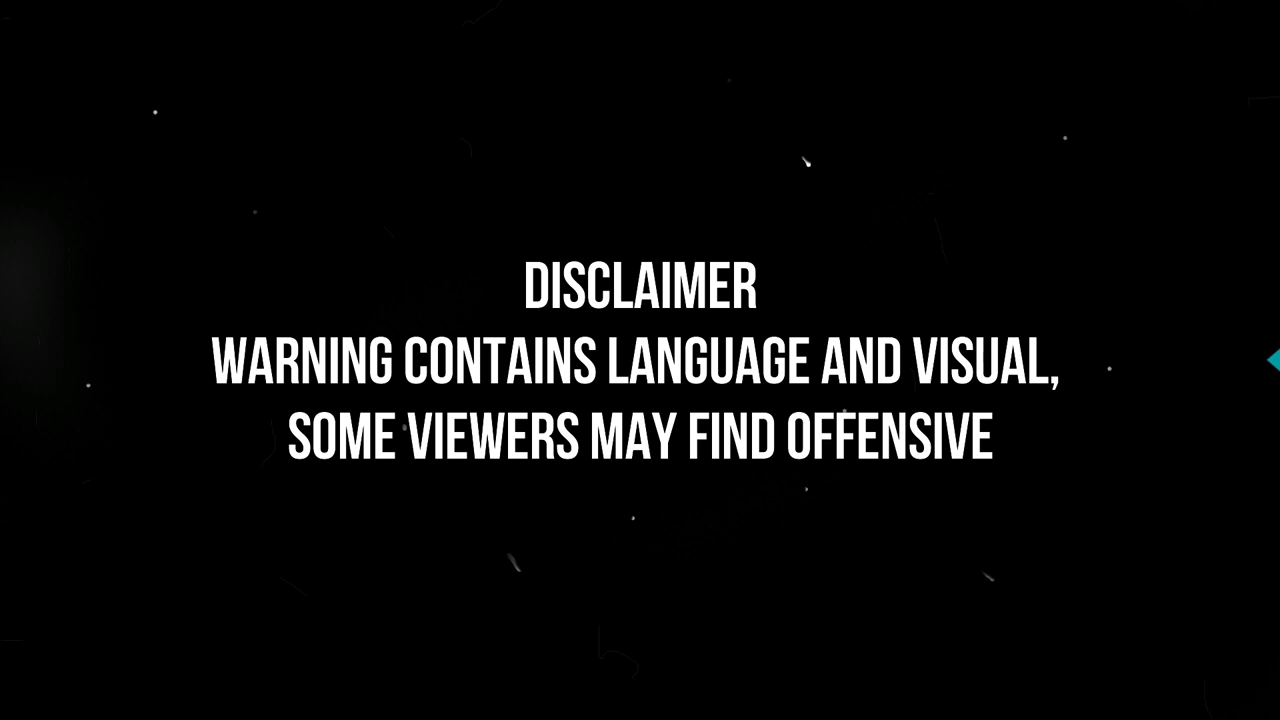 DISCLAIMER
WARNING CONTAINS LANGUAGE AND VISUAL,
SOME VIEWERS MAY FIND OFFENSIVE